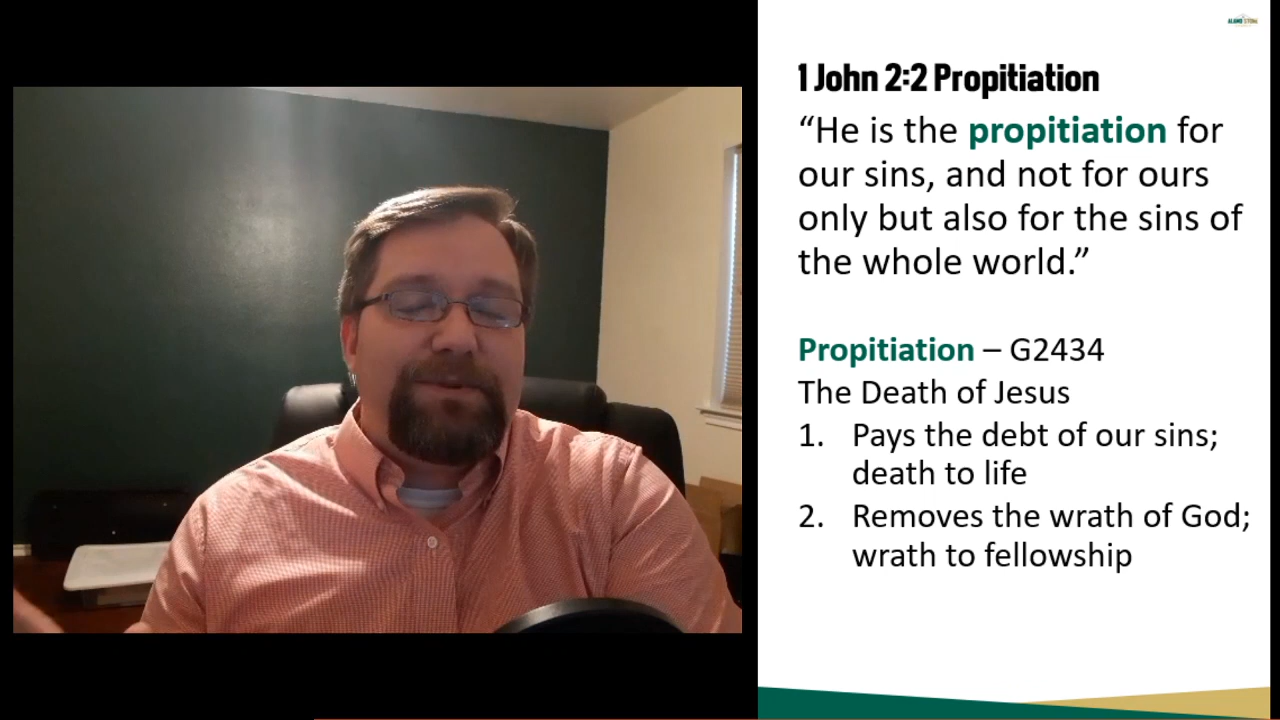 1 John 2:2 Propitiation
“He is the propitiation for
our sins, and not for ours
only but also for the sins of
the whole world.”
Propitiation – G2434
The Death of Jesus
1. Pays the debt of our sins;
death to life
2. Removes the wrath of God;
wrath to fellowship